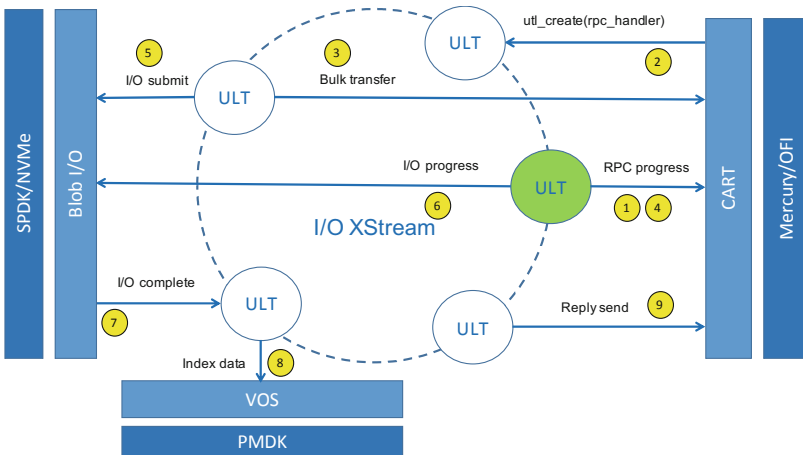 utl_create(rpc_handler)
ULT
2
5
3
I/O submit
Bulk transfer
ULT
I/O progress
RPC progress
ULT
1
4
6
I/O XStream
SPDK/NVMe
Blob I/O
CART
Mercury/OFI
I/O complete
7
ULT
Reply send
9
ULT
Index data
8
VOS
PMDK